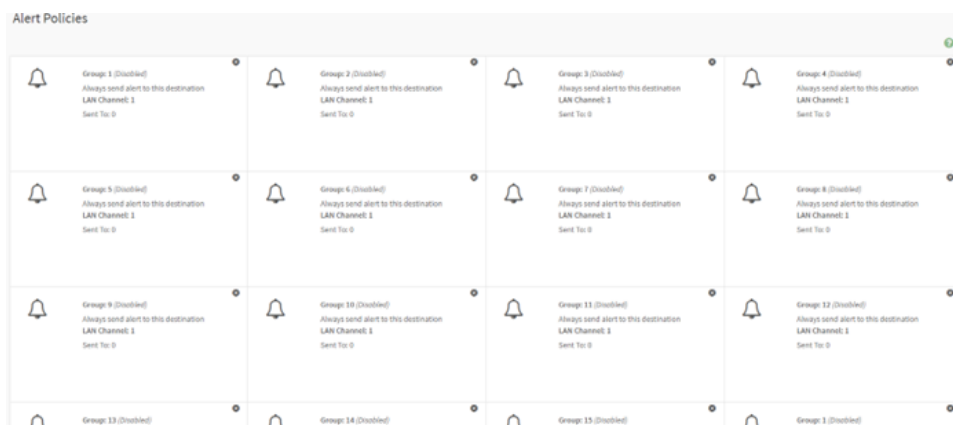 Alert Policies
Group: 1 (Disabled)
Always send alert to this destination
LAN Channel: 1
Sent To: 0
Group: 2 (Disabled)
Always send alert to this destination
LAN Channel: 1
Sent To: 0
Group: 3 (Disabled)
Always send alert to this destination
LAN Channel: 1
Sent To: 0
Group: 4 (Disabled)
Always send alert to this destination
LAN Channel: 1
Sent To: 0
Group: 5 (Disabled)
Always send alert to this destination
LAN Channel: 1
Sent To: 0
Group: 6 (Disabled)
Always send alert to this destination
LAN Channel: 1
Sent To: 0
Group: 7 (Disabled)
Always send alert to this destination
LAN Channel: 1
Sent To: 0
Group: 8 (Disabled)
Always send alert to this destination
LAN Channel: 1
Sent To: 0
Group: 9 (Disabled)
Always send alert to this destination
LAN Channel: 1
Sent To: 0
Group: 10 (Disabled)
Always send alert to this destination
LAN Channel: 1
Sent To: 0
Group: 11 (Disabled)
Always send alert to this destination
LAN Channel: 1
Sent To: 0
Group: 12 (Disabled)
Always send alert to this destination
LAN Channel: 1
Sent To: 0
Group: 13 (Disabled)
Group: 14 (Disabled)
Group: 15 (Disabled)
Group: 1 (Disabled)